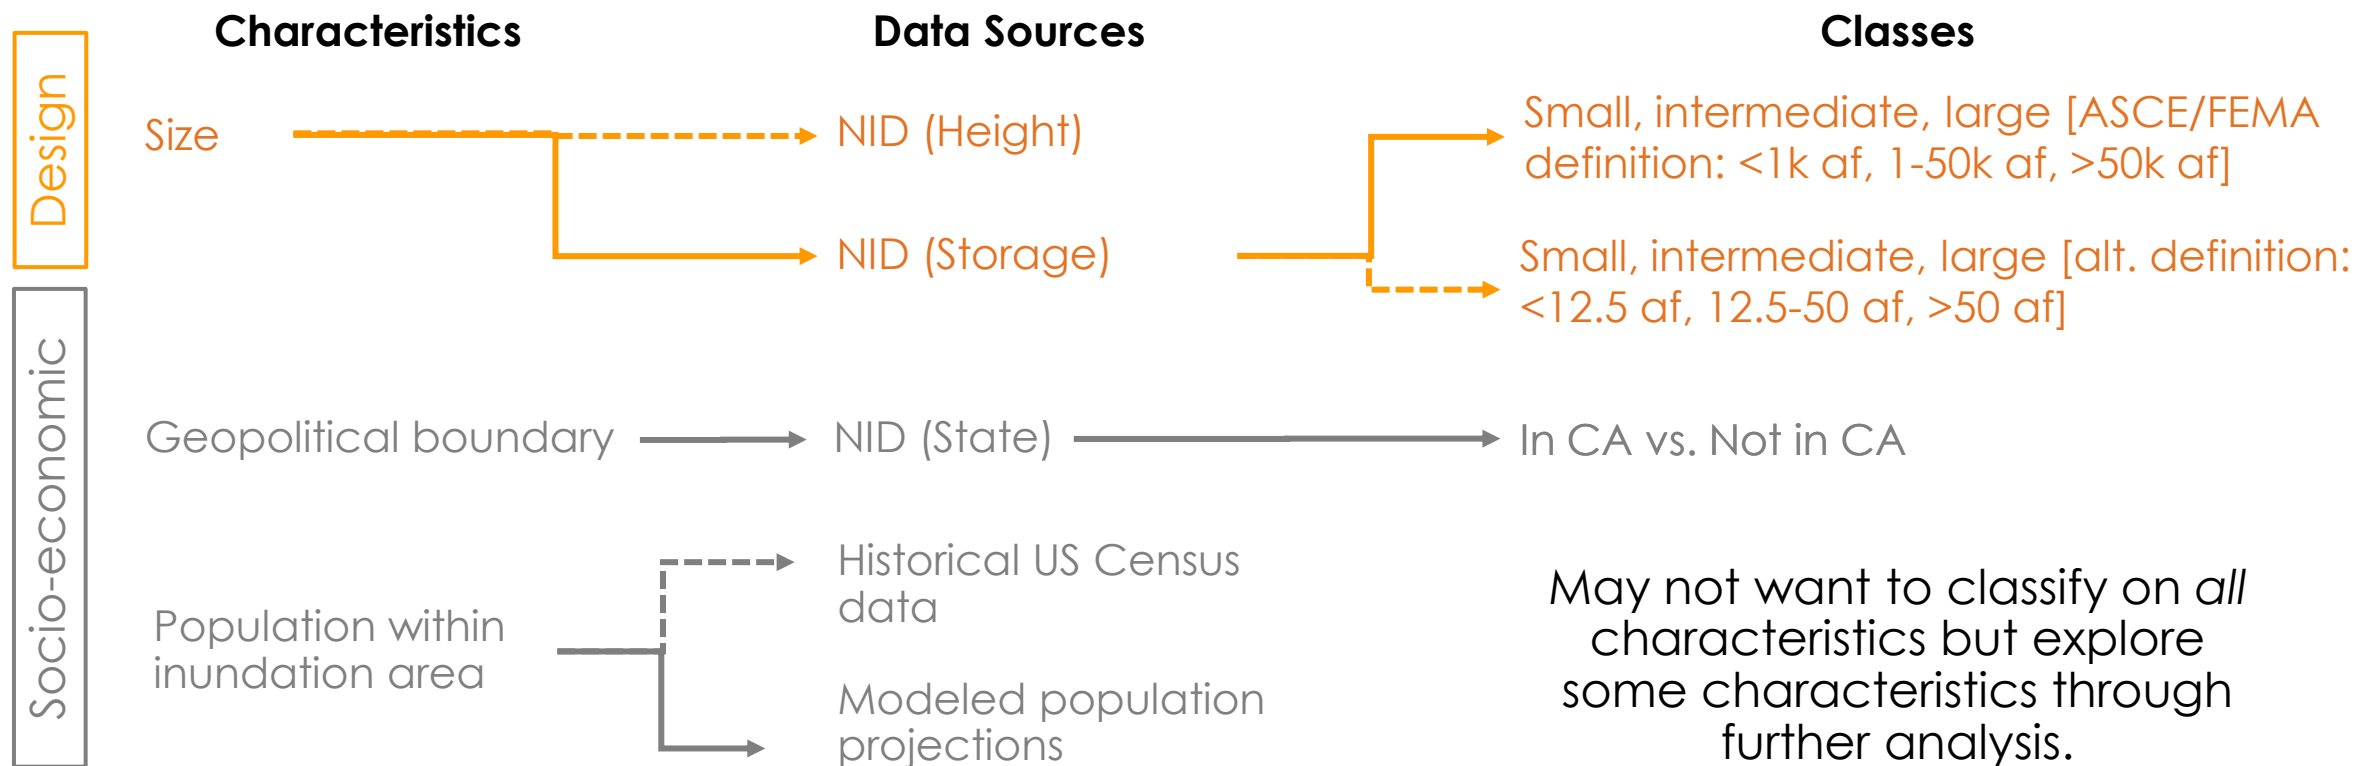 Characteristics
Data Sources
Classes
Design
Size
NID (Height)
Small, intermediate, large [ASCE/FEMA
definition: <1k af, 1-50k af, >50k af]
NID (Storage)
Small, intermediate, large [alt. definition:
<12.5 af, 12.5-50 af, >50 af]
Socio-economic
Geopolitical boundary
NID (State)
In CA vs. Not in CA
Population within
inundation area
Historical US Census
data
Modeled population
projections
May not want to classify on all
characteristics but explore
some characteristics through
further analysis.